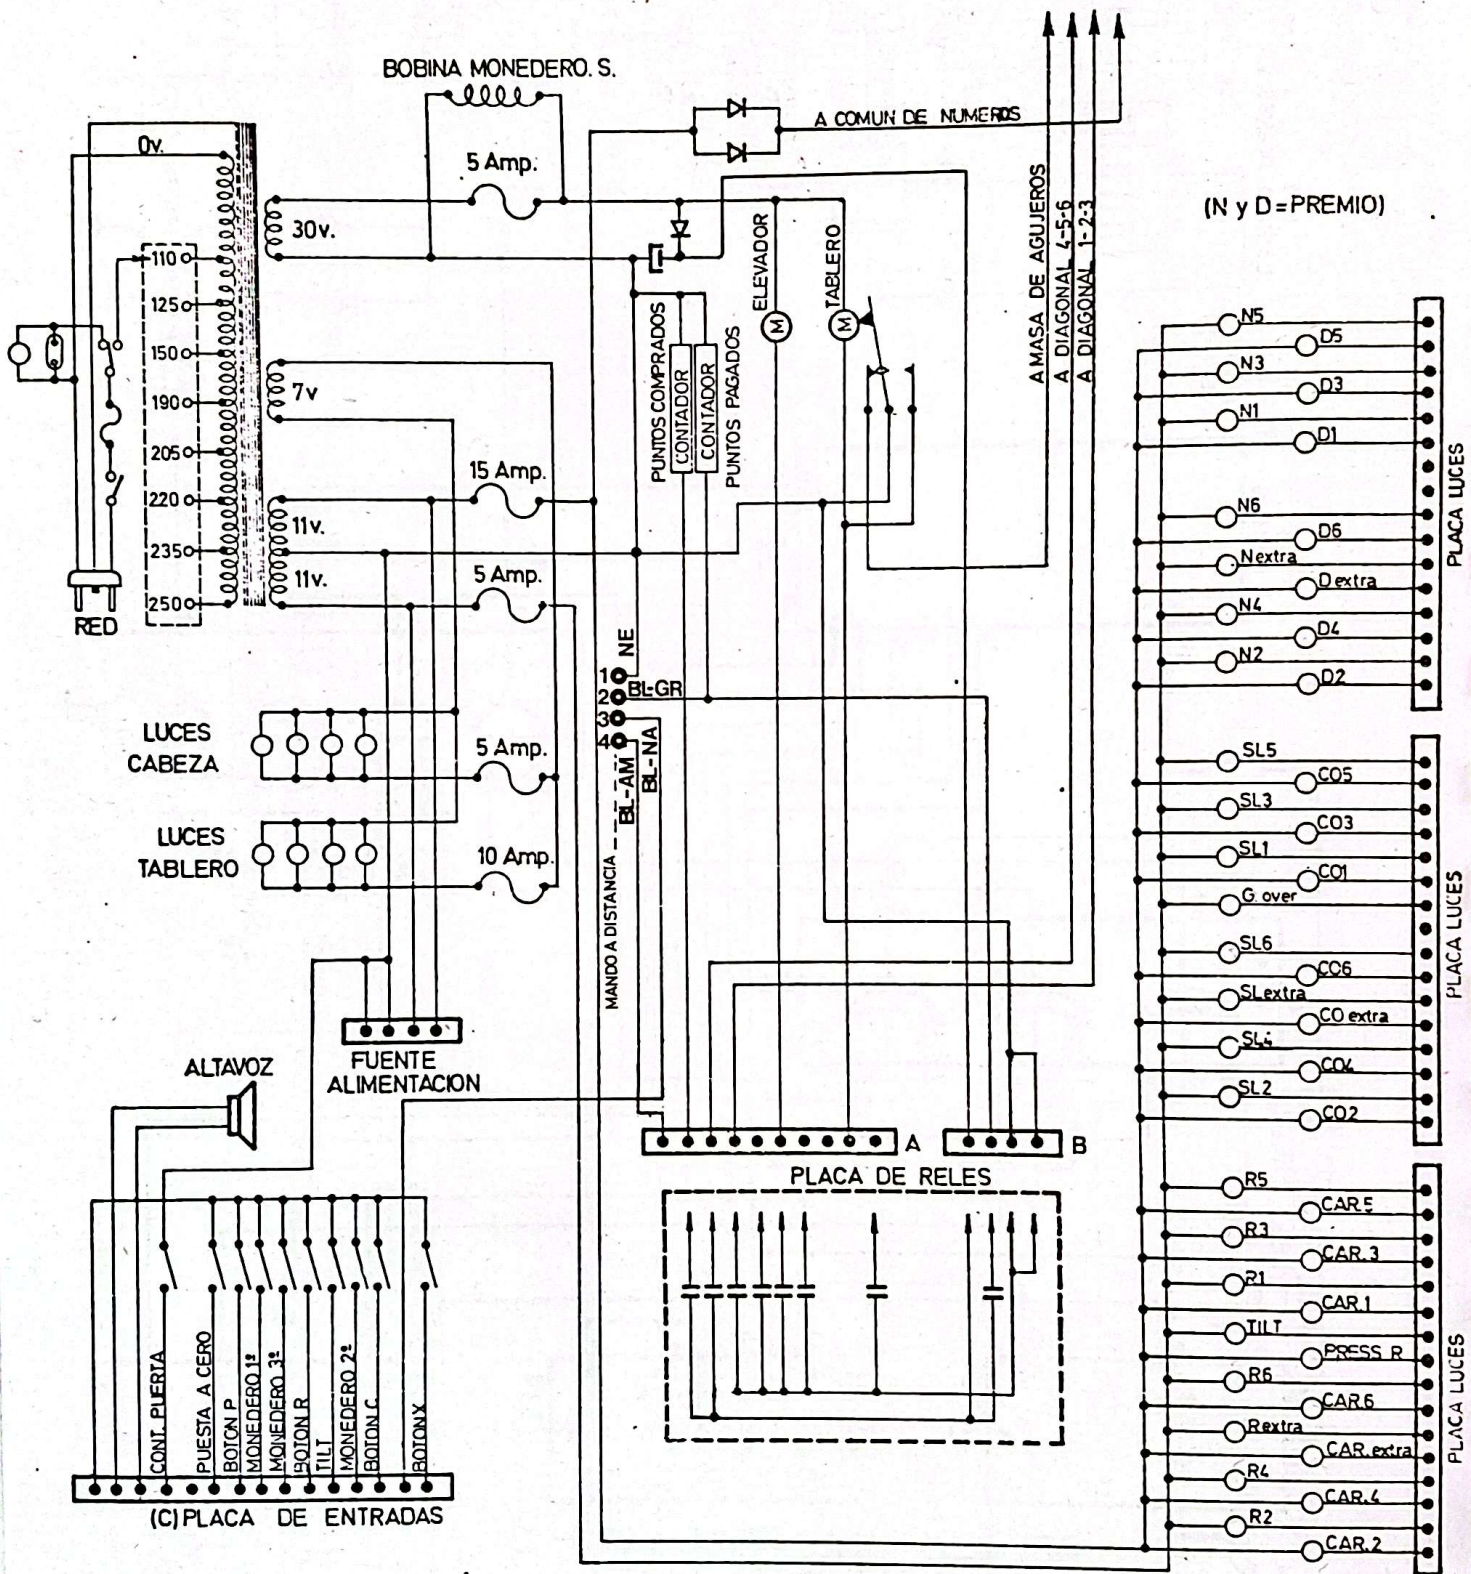 BOBINA MONEDERO. S.
0v.
5 Amp.
A COMUN DE NUMEROS
30v.
110
125
150
190
205
220
235
250
RED
7v
15 Amp.
11v.
11v.
5 Amp.
PUNTOS COMPRADOS
CONTADOR
CONTADOR
PUNTOS PAGADOS
ELEVADOR
M
TABLERO
M
A MASA DE AGUJEROS
A DIAGONAL 4-5-6
A DIAGONAL 1-2-3
(N y D = PREMIO)
N5
D5
N3
D3
N1
D1
N6
D6
N extra
D extra
N4
D4
N2
D2
PLACA LUCES
1
2
3
4
NE
BL-GR
BL-NA
BL-AM
MANDO A DISTANCIA
LUCES
CABEZA
5 Amp.
LUCES
TABLERO
10 Amp.
SL5
CO5
SL3
CO3
SL1
CO1
G. over
SL6
CO6
SLextra
CO extra
SL4
CO4
SL2
CO2
PLACA LUCES
FUENTE
ALIMENTACION
ALTAVOZ
A
B
PLACA DE RELES
R5
CAR.5
R3
CAR.3
R1
CAR.1
TILT
PRESS R
R6
CAR.6
Rextra
CAR.extra
R4
CAR.4
R2
CAR.2
PLACA LUCES
CONT. PUERTA
PUESTA A CERO
BOTON P
MONEDERO 1º
MONEDERO 3º
BOTON R
TILT
MONEDERO 2º
BOTON C
BOTON X
(C) PLACA DE ENTRADAS